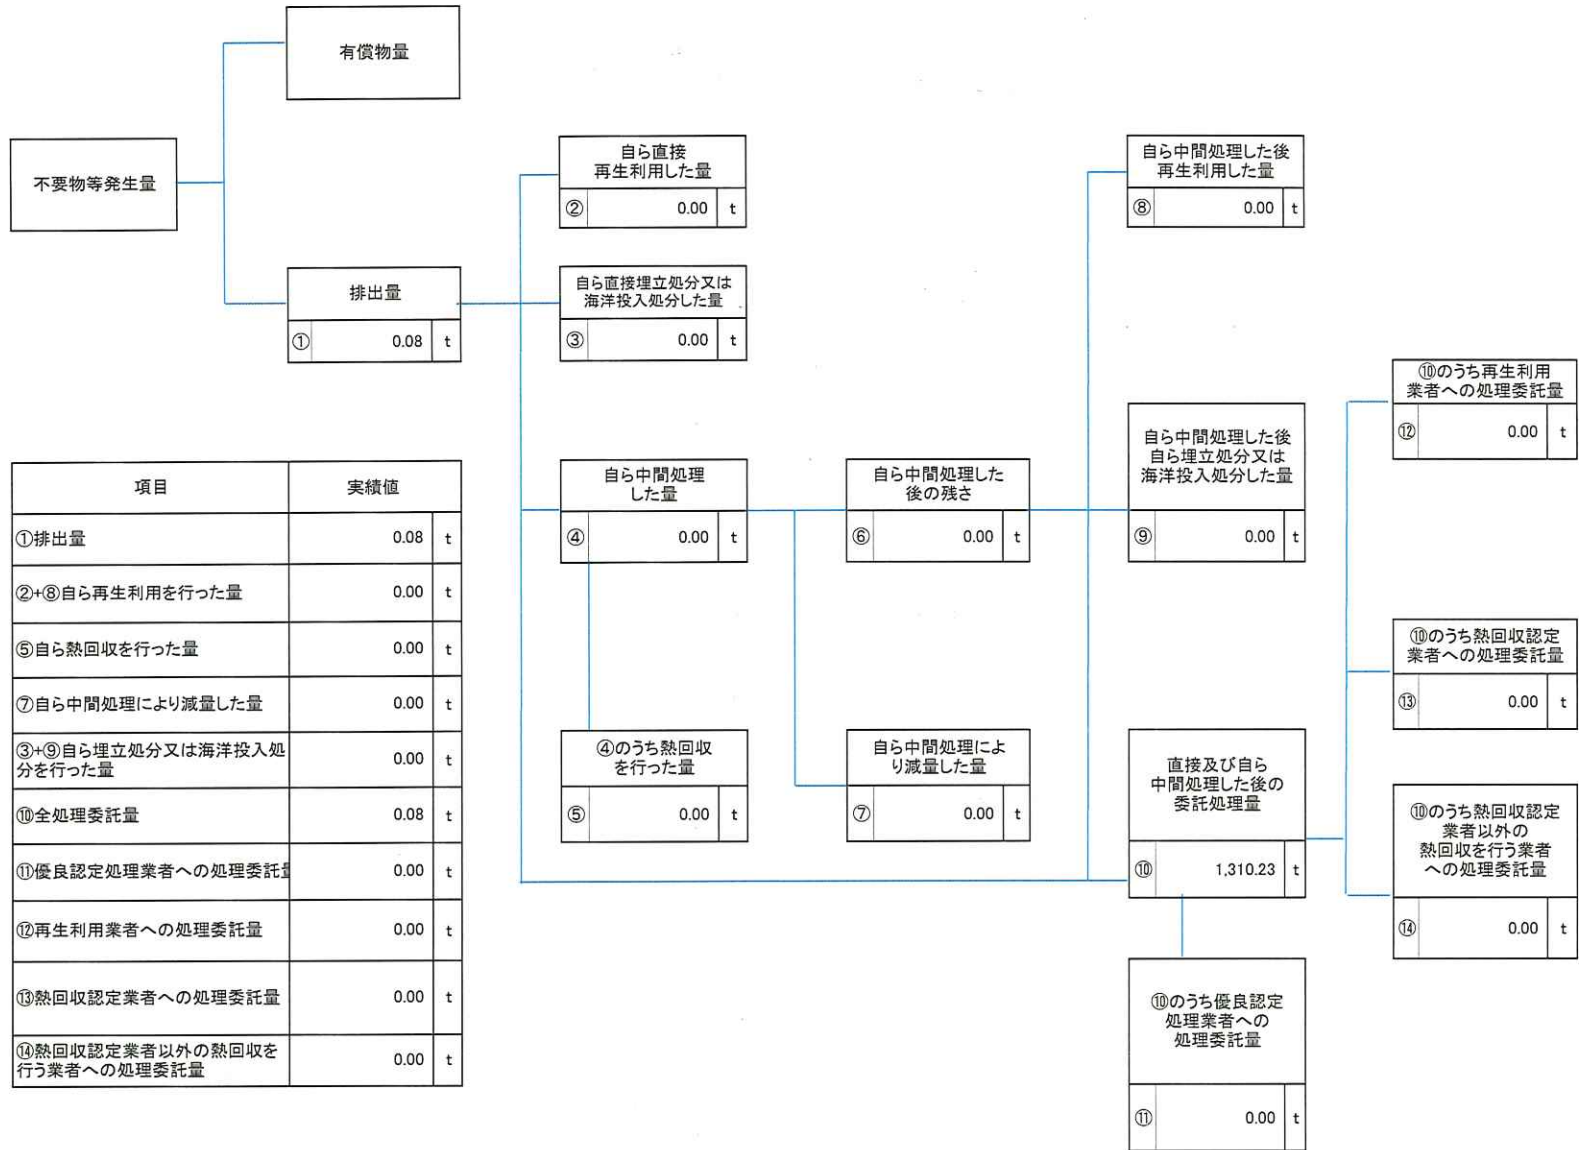 有償物量
不要物等発生量
排出量
① 0.08 t
自ら直接
再生利用した量
② 0.00 t
自ら直接埋立処分又は
海洋投入処分した量
③ 0.00 t
自ら中間処理
した量
④ 0.00 t
④のうち熱回収
を行った量
⑤ 0.00 t
自ら中間処理した
後の残さ
⑥ 0.00 t
自ら中間処理によ
り減量した量
⑦ 0.00 t
自ら中間処理した後
再生利用した量
⑧ 0.00 t
自ら中間処理した後
自ら埋立処分又は
海洋投入処分した量
⑨ 0.00 t
直接及び自ら
中間処理した後の
委託処理量
⑩ 1,310.23 t
⑩のうち優良認定
処理業者への
処理委託量
⑪ 0.00 t
⑩のうち再生利用
業者への処理委託量
⑫ 0.00 t
⑩のうち熱回収認定
業者への処理委託量
⑬ 0.00 t
⑩のうち熱回収認定
業者以外の
熱回収を行う業者
への処理委託量
⑭ 0.00 t
項目 実績値
①排出量 0.08 t
②+⑧自ら再生利用を行った量 0.00 t
⑤自ら熱回収を行った量 0.00 t
⑦自ら中間処理により減量した量 0.00 t
③+⑨自ら埋立処分又は海洋投入処
分を行った量 0.00 t
⑩全処理委託量 0.08 t
⑪優良認定処理業者への処理委託量 0.00 t
⑫再生利用業者への処理委託量 0.00 t
⑬熱回収認定業者への処理委託量 0.00 t
⑭熱回収認定業者以外の熱回収を
行う業者への処理委託量 0.00 t